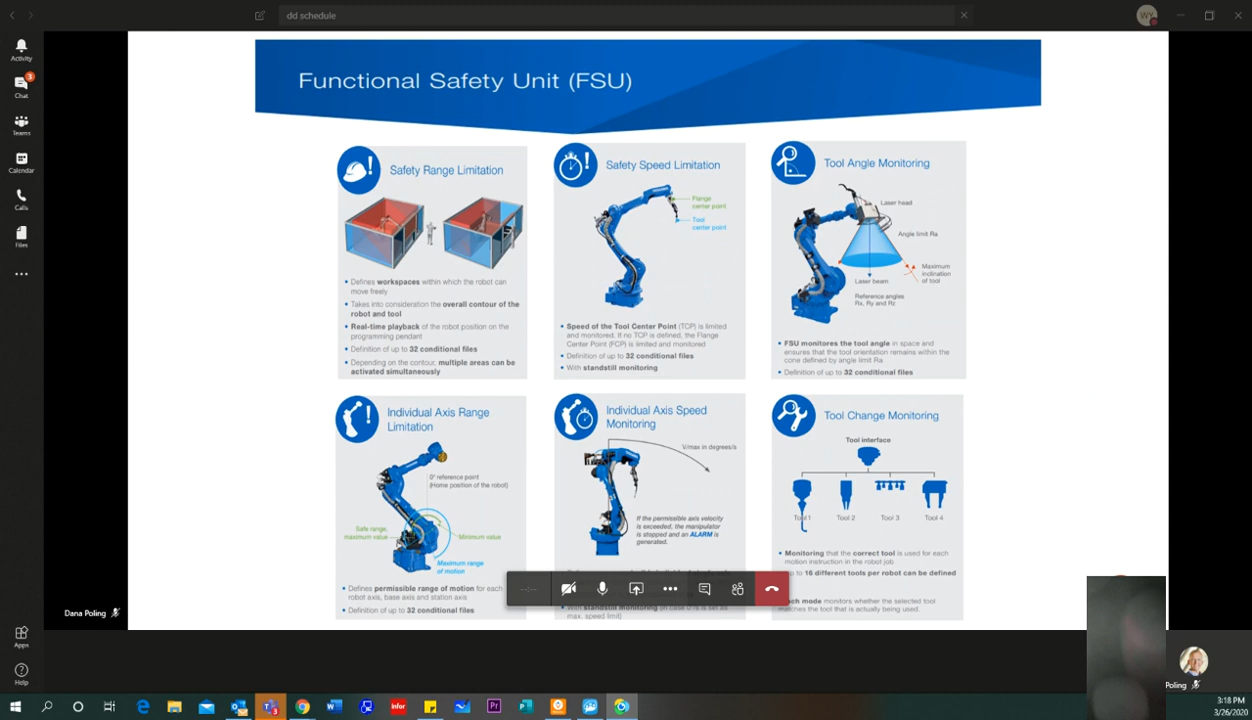 dd schedule
WY
Activity
3
Chat
Teams
Calendar
Calls
Files
Apps
Help
Functional Safety Unit (FSU)
Safety Range Limitation
• Defines workspaces within which the robot can
move freely
• Takes into consideration the overall contour of the
robot and tool
• Real-time playback of the robot position on the
programming pendant
• Definition of up to 32 conditional files
• Depending on the contour, multiple areas can be
activated simultaneously
Safety Speed Limitation
Flange
center point
Tool
center point
• Speed of the Tool Center Point (TCP) is limited
and monitored. If no TCP is defined, the Flange
Center Point (FCP) is limited and monitored
• Definition of up to 32 conditional files
• With standstill monitoring
Tool Angle Monitoring
Laser head
Angle limit Ra
Maximum
inclination
of tool
Laser beam
Reference angles
Rx, Ry and Rz
• FSU monitores the tool angle in space and
ensures that the tool orientation remains within the
cone defined by angle limit Ra
• Definition of up to 32 conditional files
Individual Axis Range
Limitation
0° reference point
(Home position of the robot)
Safe range,
maximum value
Minimum value
Maximum range
of motion
• Defines permissible range of motion for each
robot axis, base axis and station axis
• Definition of up to 32 conditional files
Individual Axis Speed
Monitoring
V/max in degrees/s
If the permissible axis velocity
is exceeded, the manipulator
is stopped and an ALARM is
generated.
• With standstill monitoring (in case 0°/s is set as
max. speed limit)
Tool Change Monitoring
Tool interface
Tool 1
Tool 2
Tool 3
Tool 4
• Monitoring that the correct tool is used for each
motion instruction in the robot job
to 16 different tools per robot can be defined
mode monitors whether the selected tool
matches the tool that is actually being used.
Dana Poling
Poling
Infor
Pr
3:18 PM
3/26/2020